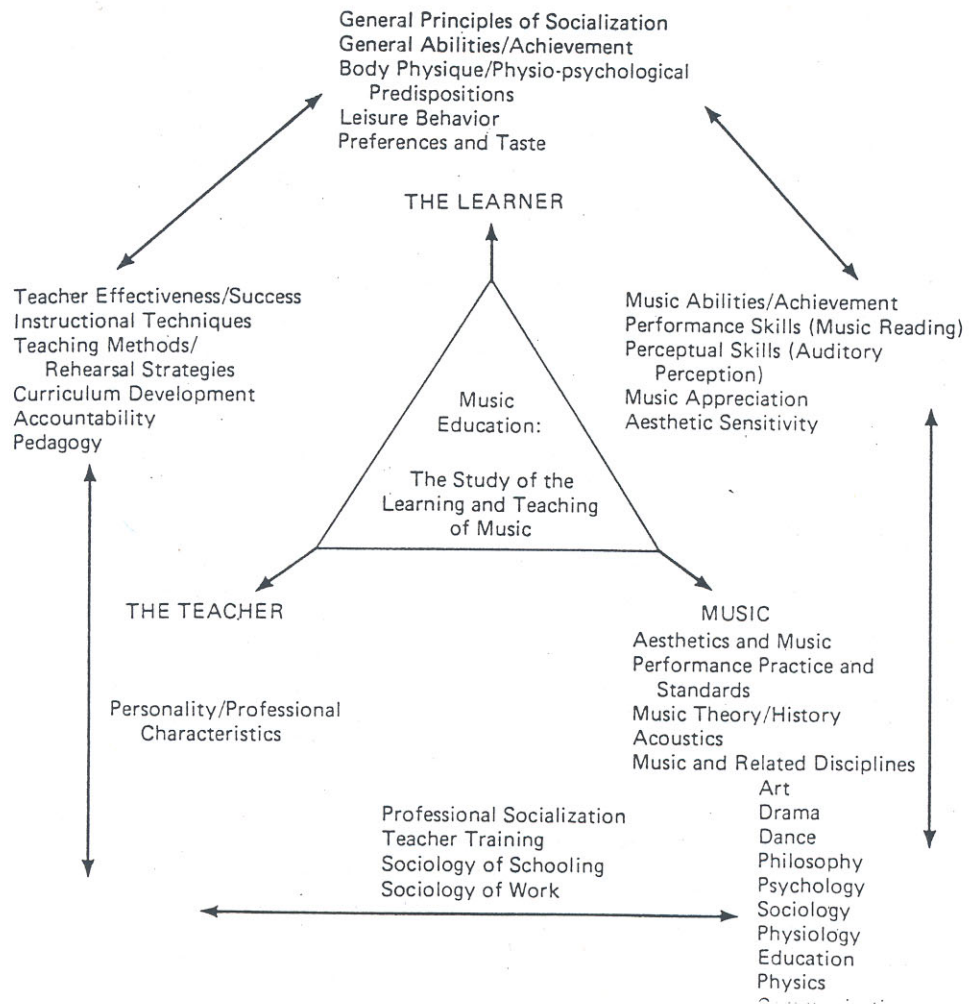 General Principles of Socialization
General Abilities/Achievement
Body Physique/Physio-psychological
Predispositions
Leisure Behavior
Preferences and Taste
THE LEARNER
Teacher Effectiveness/Success
Instructional Techniques
Teaching Methods/
Rehearsal Strategies
Curriculum Development
Accountability
Pedagogy
Music Abilities/Achievement
Performance Skills (Music Reading)
Perceptual Skills (Auditory
Perception)
Music Appreciation
Aesthetic Sensitivity
Music
Education:
The Study of the
Learning and Teaching
of Music
THE TEACHER
Personality/Professional
Characteristics
MUSIC
Aesthetics and Music
Performance Practice and
Standards
Music Theory/History
Acoustics
Music and Related Disciplines
Art
Drama
Dance
Philosophy
Psychology
Sociology
Physiology
Education
Physics
Professional Socialization
Teacher Training
Sociology of Schooling
Sociology of Work